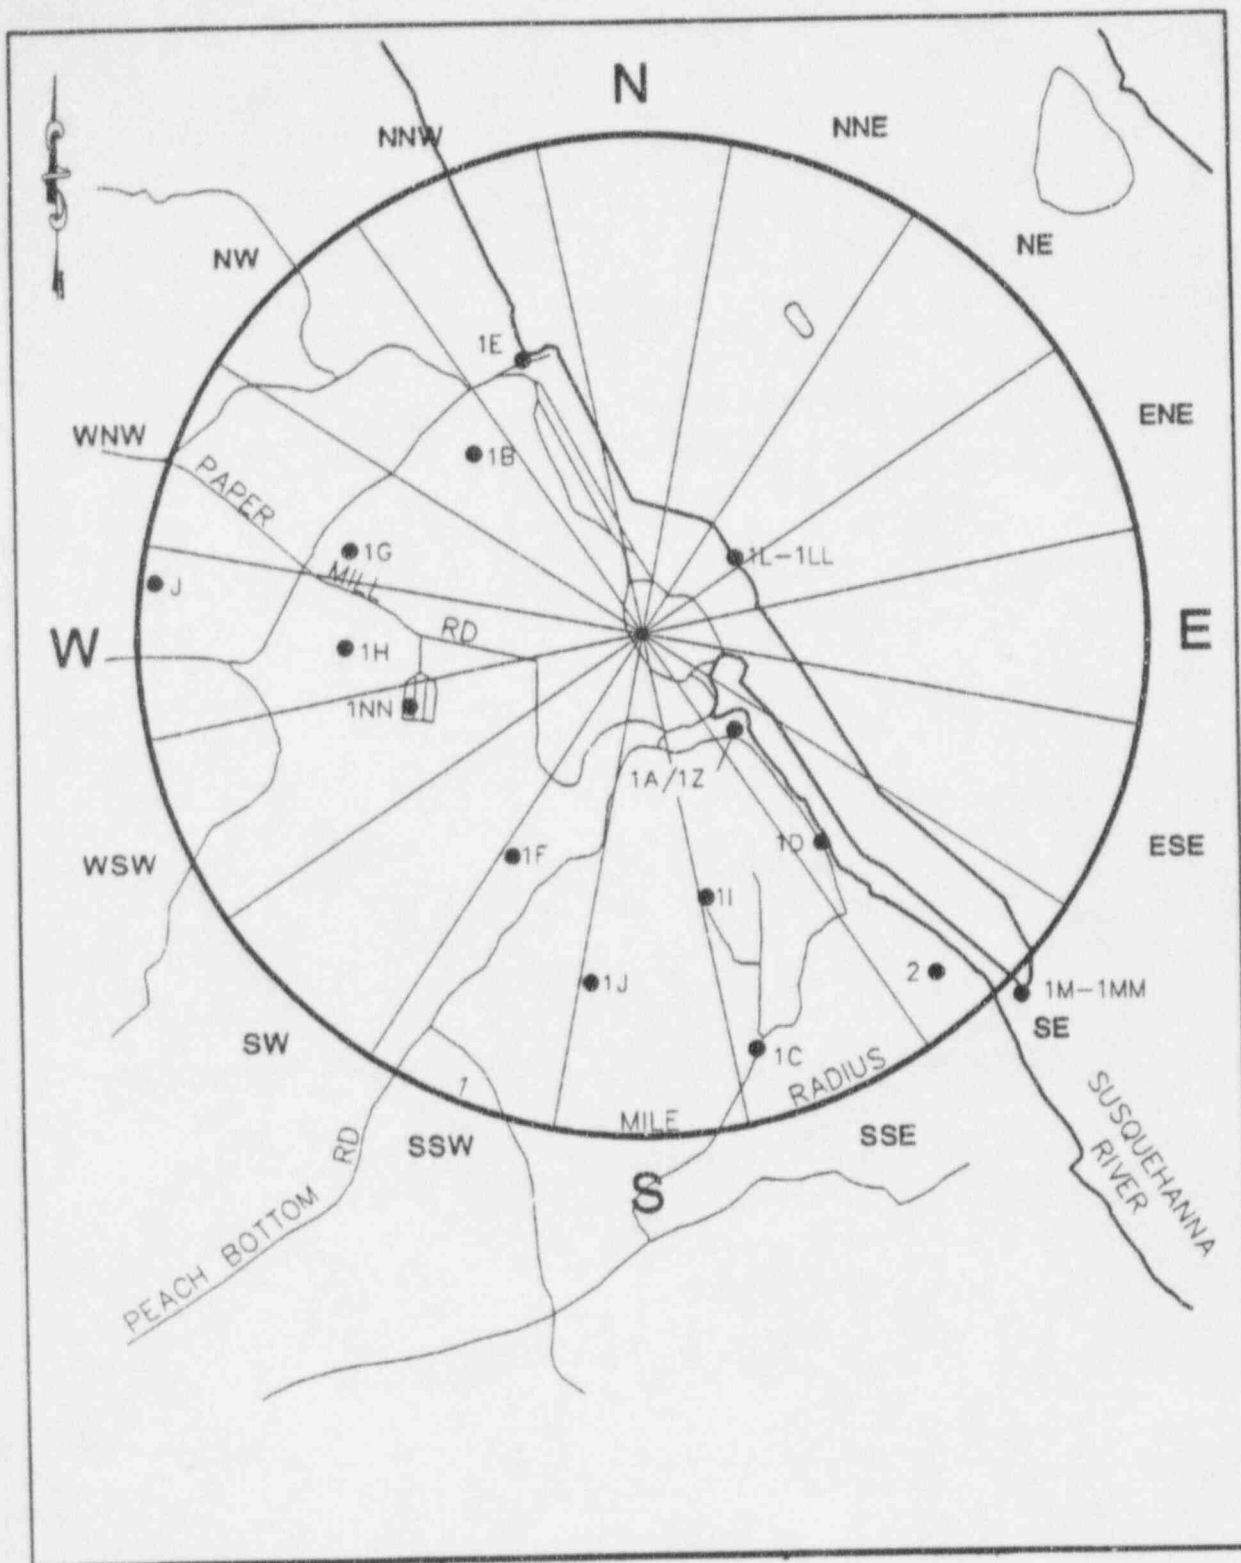 N
NNW
NNE
NW
NE
1E
WNW
ENE
1B
PAPER
1G
1L-1LL
MILL
J
RD
W
E
1H
1NN
1A/1Z
1D
WSW
ESE
1F
1I
2
1J
1M-1MM
SE
SW
1C
1
MILE
RADIUS
SSW
SSE
SUSQUEHANNA
RIVER
S
PEACH BOTTOM RD